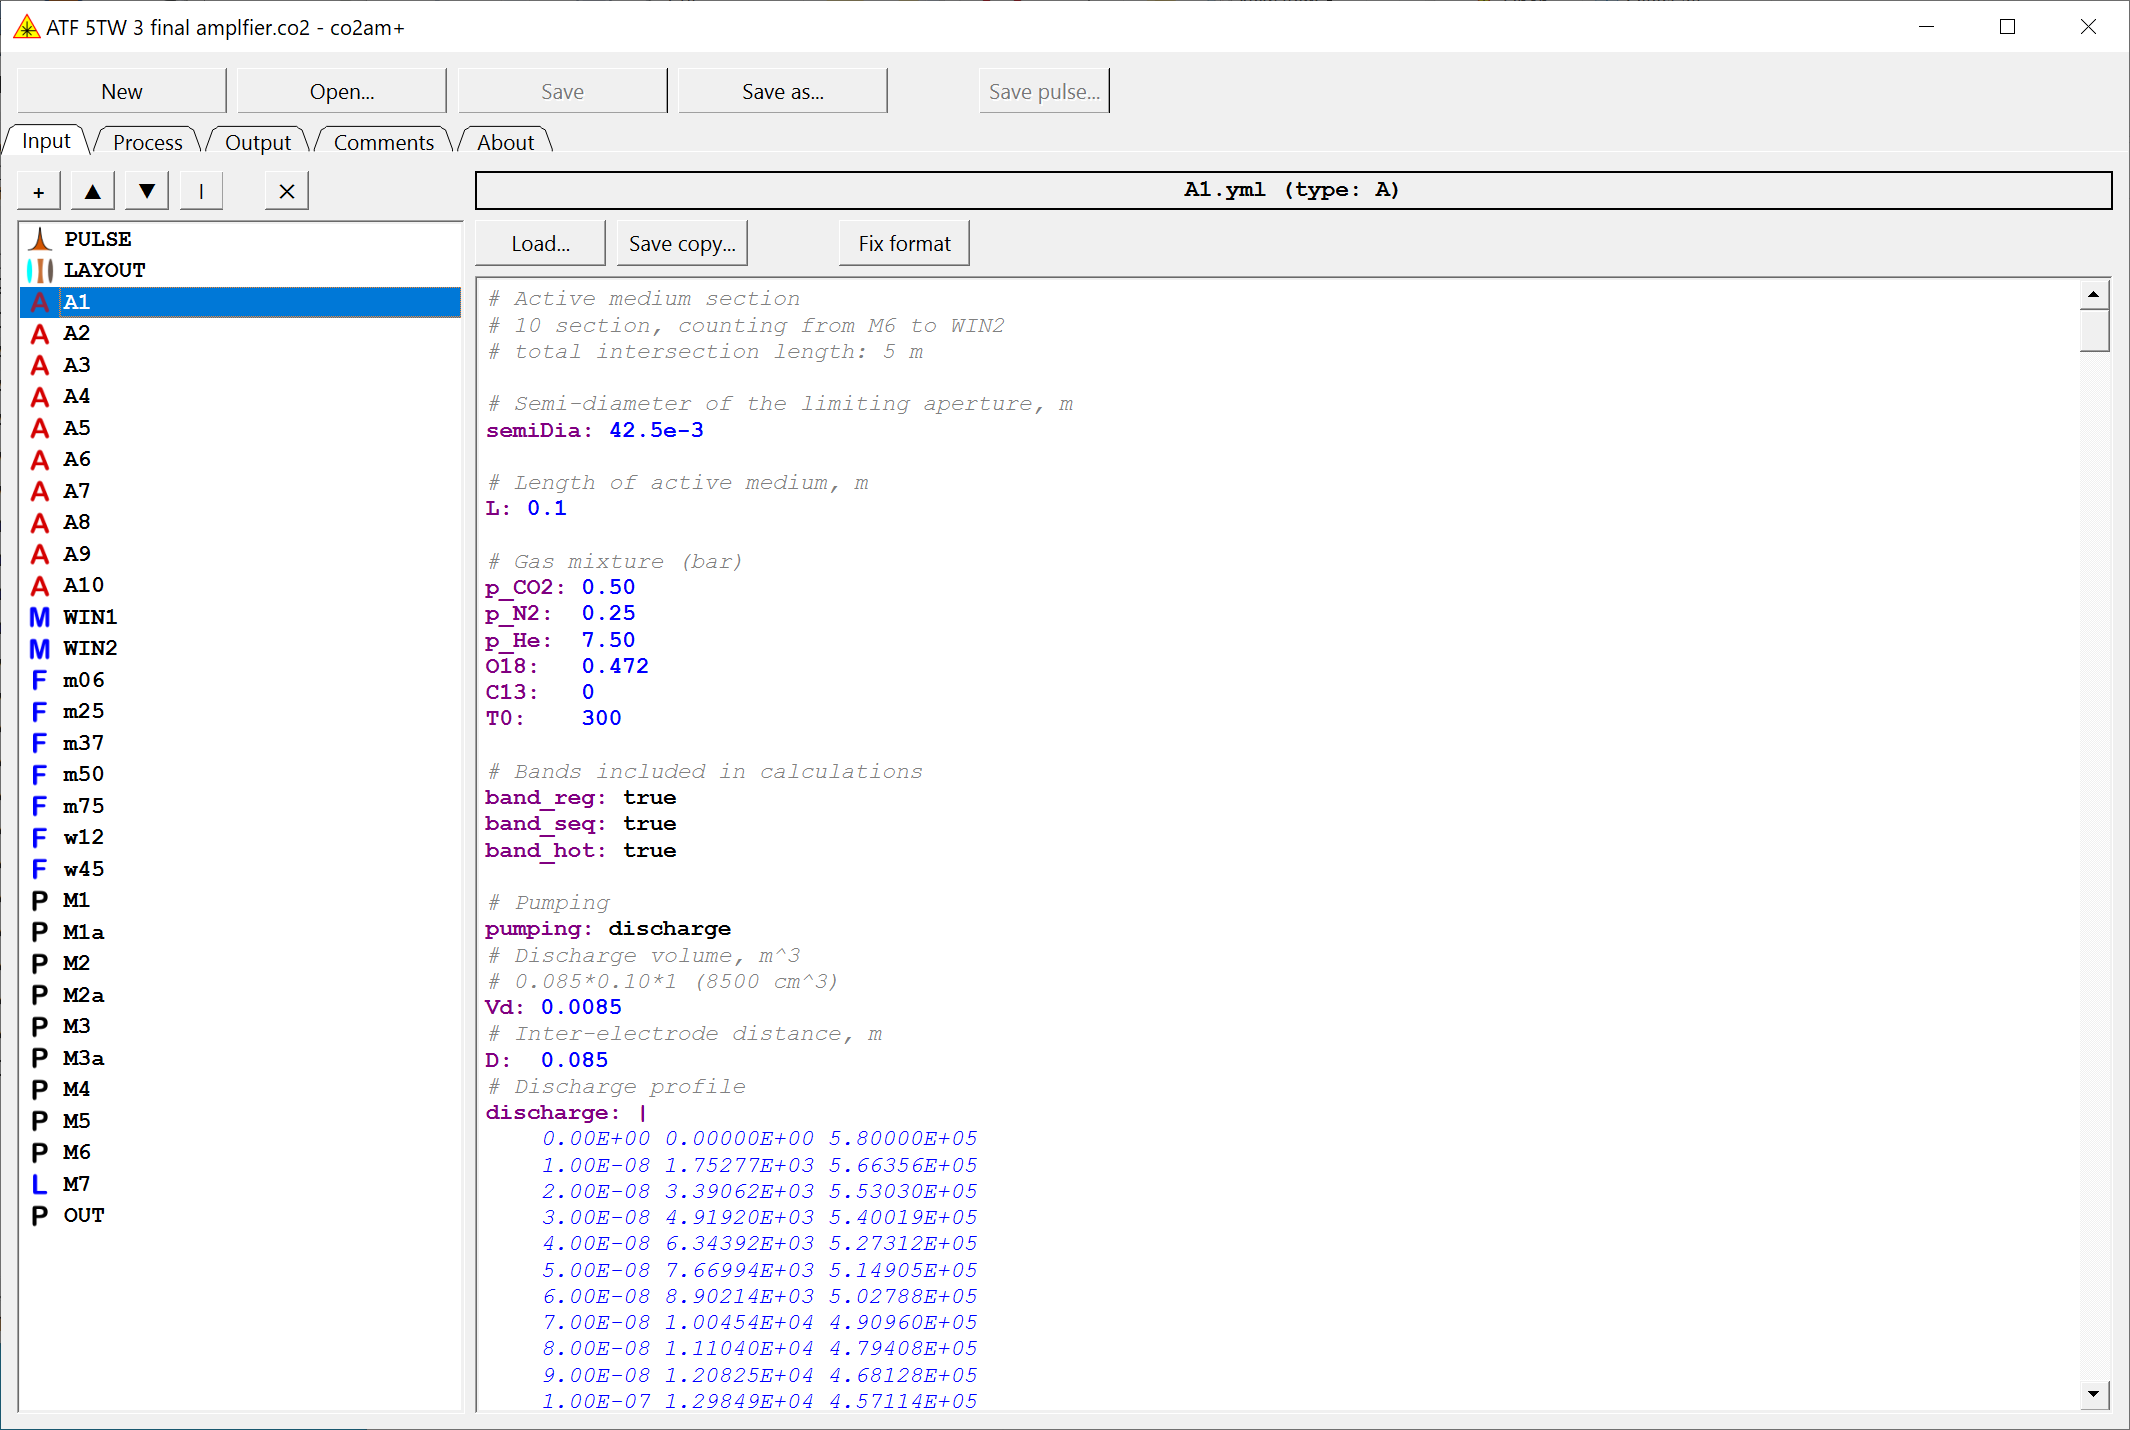 ATF 5TW 3 final amplfier.co2 - co2am+
New
Open...
Save
Save as...
Save pulse...
Input
Process
Output
Comments
About
+ ▲ ▼ | ×
PULSE
LAYOUT
A A1
A A2
A A3
A A4
A A5
A A6
A A7
A A8
A A9
A A10
M WIN1
M WIN2
F m06
F m25
F m37
F m50
F m75
F w12
F w45
P M1
P M1a
P M2
P M2a
P M3
P M3a
P M4
P M5
P M6
L M7
P OUT
A1.yml (type: A)
Load...
Save copy...
Fix format
# Active medium section
# 10 section, counting from M6 to WIN2
# total intersection length: 5 m
# Semi-diameter of the limiting aperture, m
semiDia: 42.5e-3
# Length of active medium, m
L: 0.1
# Gas mixture (bar)
p_CO2: 0.50
p_N2: 0.25
p_He: 7.50
O18: 0.472
C13: 0
T0: 300
# Bands included in calculations
band_reg: true
band_seq: true
band_hot: true
# Pumping
pumping: discharge
# Discharge volume, m^3
# 0.085*0.10*1 (8500 cm^3)
Vd: 0.0085
# Inter-electrode distance, m
D: 0.085
# Discharge profile
discharge: |
0.00E+00 0.00000E+00 5.80000E+05
1.00E-08 1.75277E+03 5.66356E+05
2.00E-08 3.39062E+03 5.53030E+05
3.00E-08 4.91920E+03 5.40019E+05
4.00E-08 6.34392E+03 5.27312E+05
5.00E-08 7.66994E+03 5.14905E+05
6.00E-08 8.90214E+03 5.02788E+05
7.00E-08 1.00454E+04 4.90960E+05
8.00E-08 1.11040E+04 4.79408E+05
9.00E-08 1.20825E+04 4.68128E+05
1.00E-07 1.29849E+04 4.57114E+05